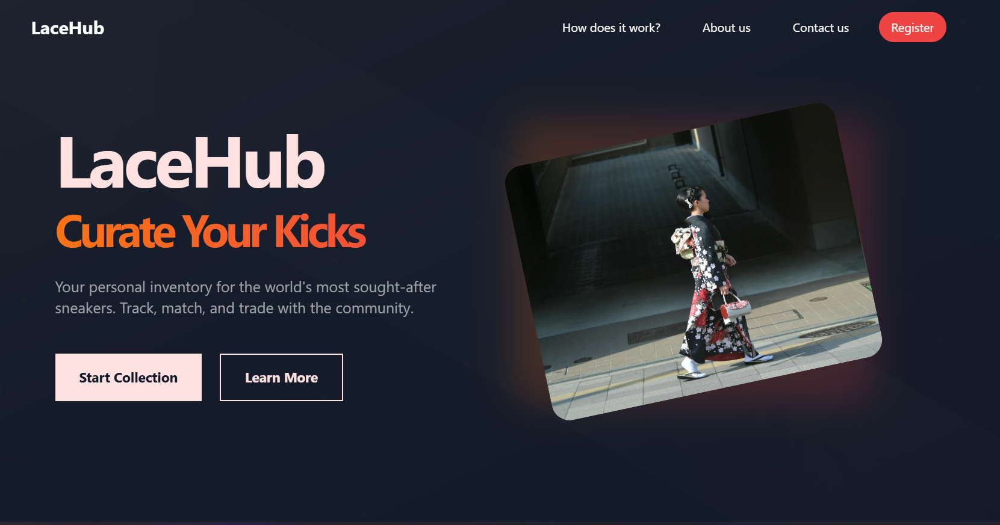 LaceHub
How does it work?
About us
Contact us
Register
LaceHub
Curate Your Kicks
Your personal inventory for the world's most sought-after
sneakers. Track, match, and trade with the community.
Start Collection
Learn More